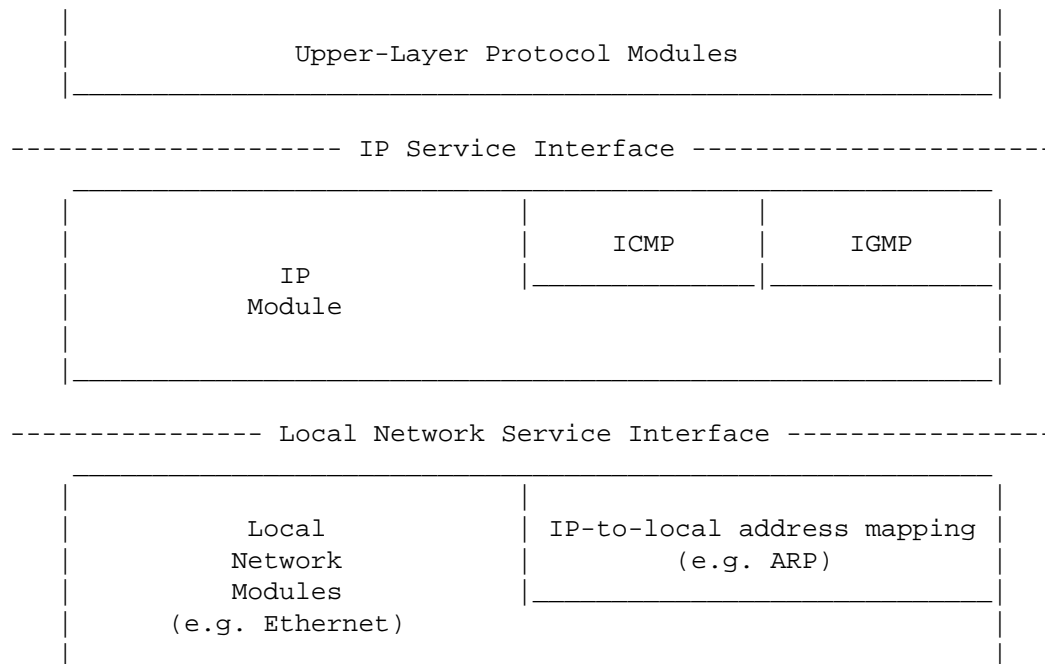 Upper-Layer Protocol Modules
--------------------- IP Service Interface -----------------------
ICMP IGMP
IP
Module
---------------- Local Network Service Interface -----------------
Local IP-to-local address mapping
Network (e.g. ARP)
Modules
(e.g. Ethernet)